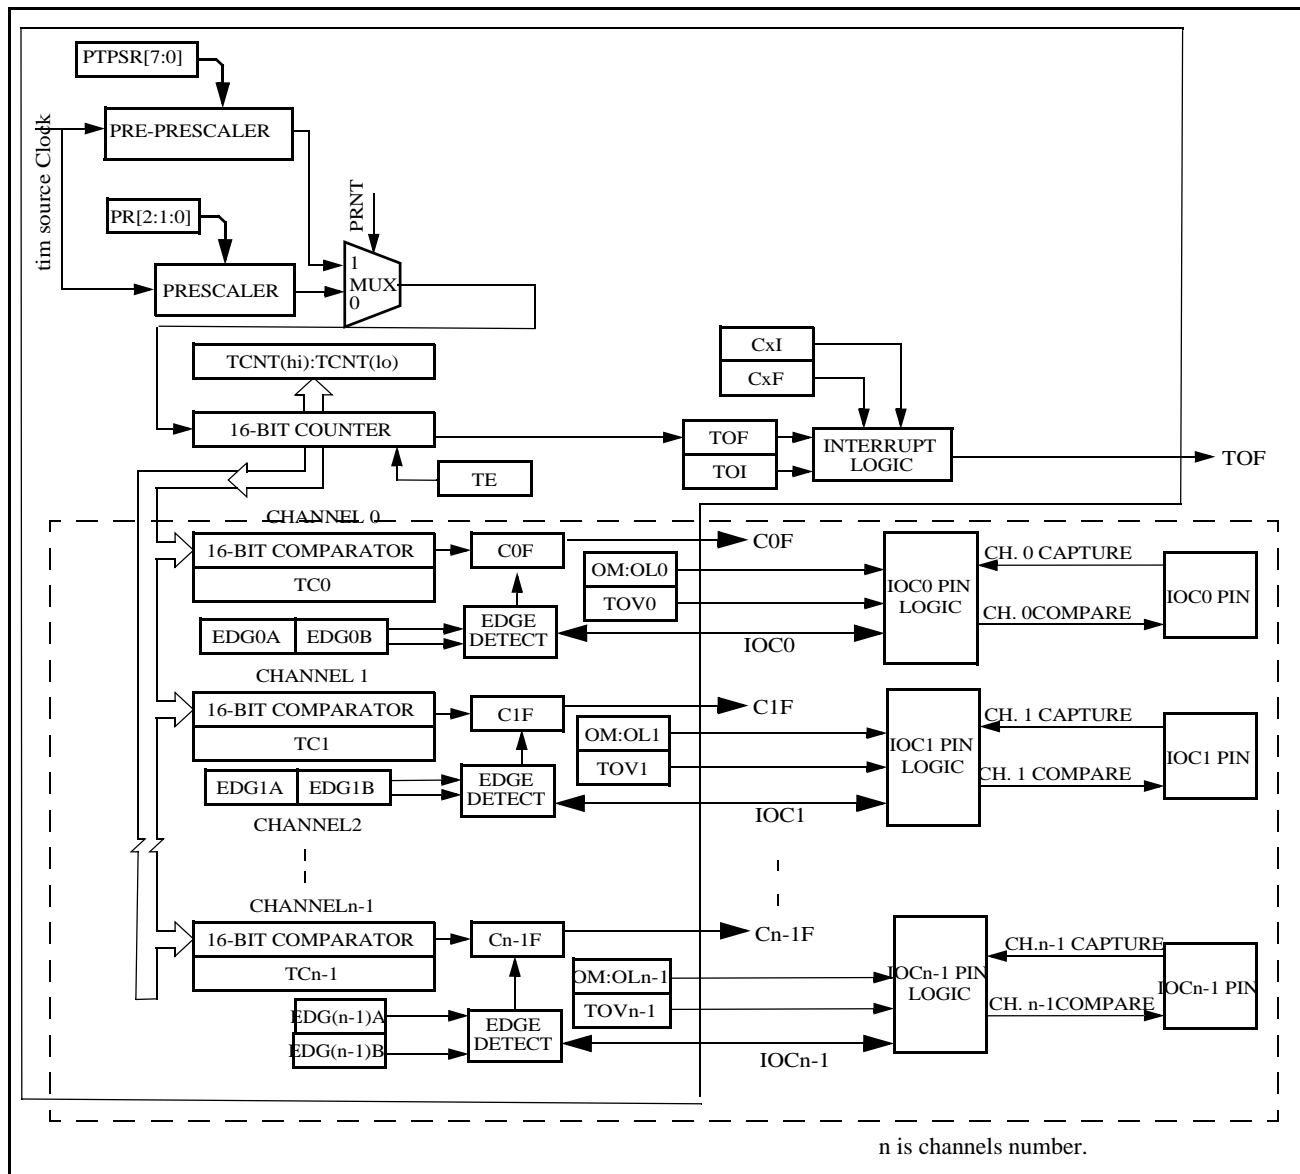 PTPSR[7:0]
PRE-PRESCALER
tim source Clock
PR[2:1:0]
PRESCALER
PRNT
1
MUX
0
TCNT(hi):TCNT(lo)
16-BIT COUNTER
TE
CxI
CxF
TOF
TOI
INTERRUPT
LOGIC
TOF
CHANNEL 0
16-BIT COMPARATOR
TC0
C0F
C0F
EDG0A
EDG0B
EDGE
DETECT
OM:OL0
TOV0
IOC0
IOC0 PIN
LOGIC
CH. 0 CAPTURE
CH. 0COMPARE
IOC0 PIN
CHANNEL 1
16-BIT COMPARATOR
TC1
C1F
C1F
EDG1A
EDG1B
EDGE
DETECT
OM:OL1
TOV1
IOC1
IOC1 PIN
LOGIC
CH. 1 CAPTURE
CH. 1 COMPARE
IOC1 PIN
CHANNEL2
CHANNELn-1
16-BIT COMPARATOR
TCn-1
Cn-1F
Cn-1F
EDG(n-1)A
EDG(n-1)B
EDGE
DETECT
OM:OLn-1
TOVn-1
IOCn-1
IOCn-1 PIN
LOGIC
CH.n-1 CAPTURE
CH. n-1COMPARE
IOCn-1 PIN
n is channels number.